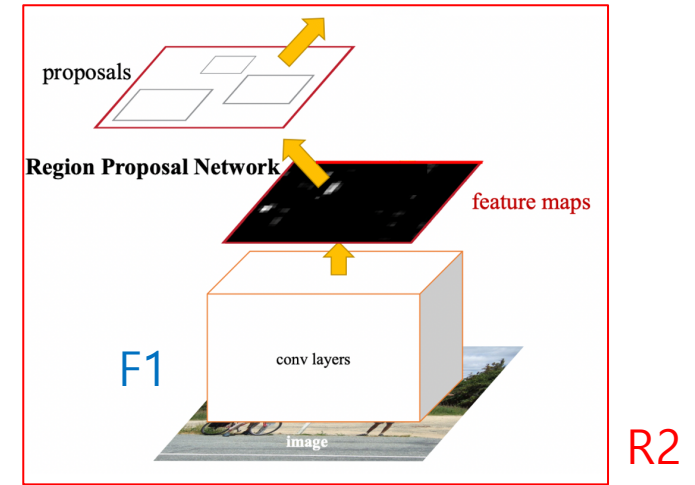 proposals
Region Proposal Network
feature maps
F1
conv layers
image
R2